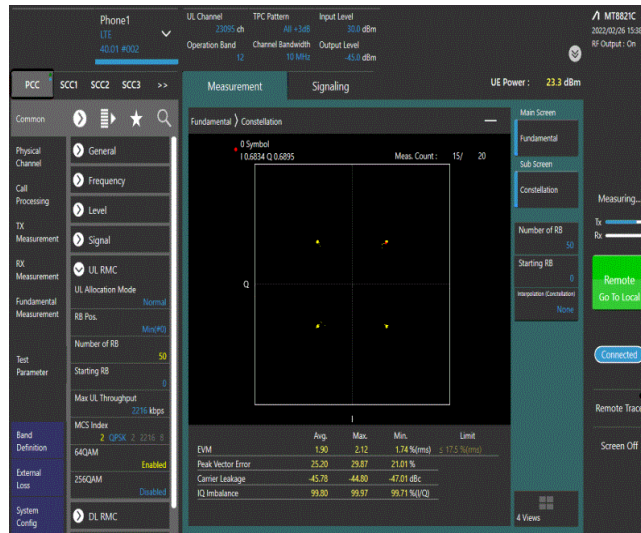 Phone1
LTE
40.01 #002
UL Channel
23095 ch
TPC Pattern
All +3dB
Input Level
30.0 dBm
Operation Band
12
Channel Bandwidth
10 MHz
Output Level
-45.0 dBm
MT8821C
2022/02/26 15:38
RF Output : On
PCC
SCC1
SCC2
SCC3
>>
Measurement
Signaling
UE Power : 23.3 dBm
Common
Physical
Channel
Call
Processing
TX
Measurement
RX
Measurement
Fundamental
Measurement
Test
Parameter
Band
Definition
External
Loss
System
Config
General
Frequency
Level
Signal
UL RMC
UL Allocation Mode
Normal
RB Pos.
Min(#0)
Number of RB
50
Starting RB
0
Max UL Throughput
2216 kbps
MCS Index
2 QPSK 2 2216 8
64QAM
Enabled
256QAM
Disabled
DL RMC
Fundamental
Constellation
0 Symbol
I 0.6834 Q 0.6895
Meas. Count : 15/ 20
Q
I
Avg. Max. Min. Limit
EVM 1.90 2.12 1.74 %(rms) ≤ 17.5 %(rms)
Peak Vector Error 25.20 29.87 21.01 %
Carrier Leakage -45.78 -44.80 -47.01 dBc
IQ Imbalance 99.80 99.97 99.71 %(I/Q)
Main Screen
Fundamental
Sub Screen
Constellation
Number of RB
50
Starting RB
0
Interpolation (Constellation)
None
4 Views
Measuring...
Tx
Rx
Remote
Go To Local
Connected
Remote Trace
Screen Off